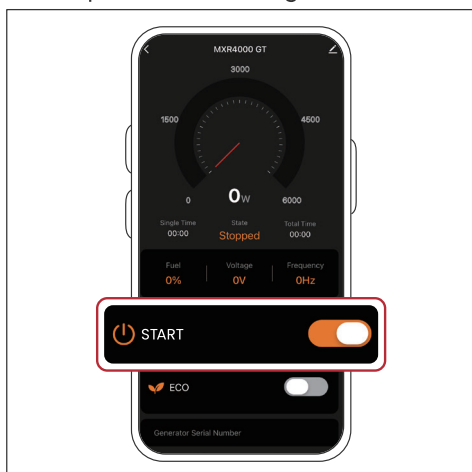 MXR4000 GT
3000
1500 4500
0 0W 6000
Single Time State Total Time
00:00 Stopped 00:00
Fuel Voltage Frequency
0% 0V 0Hz
START
ECO
Generator Serial Number